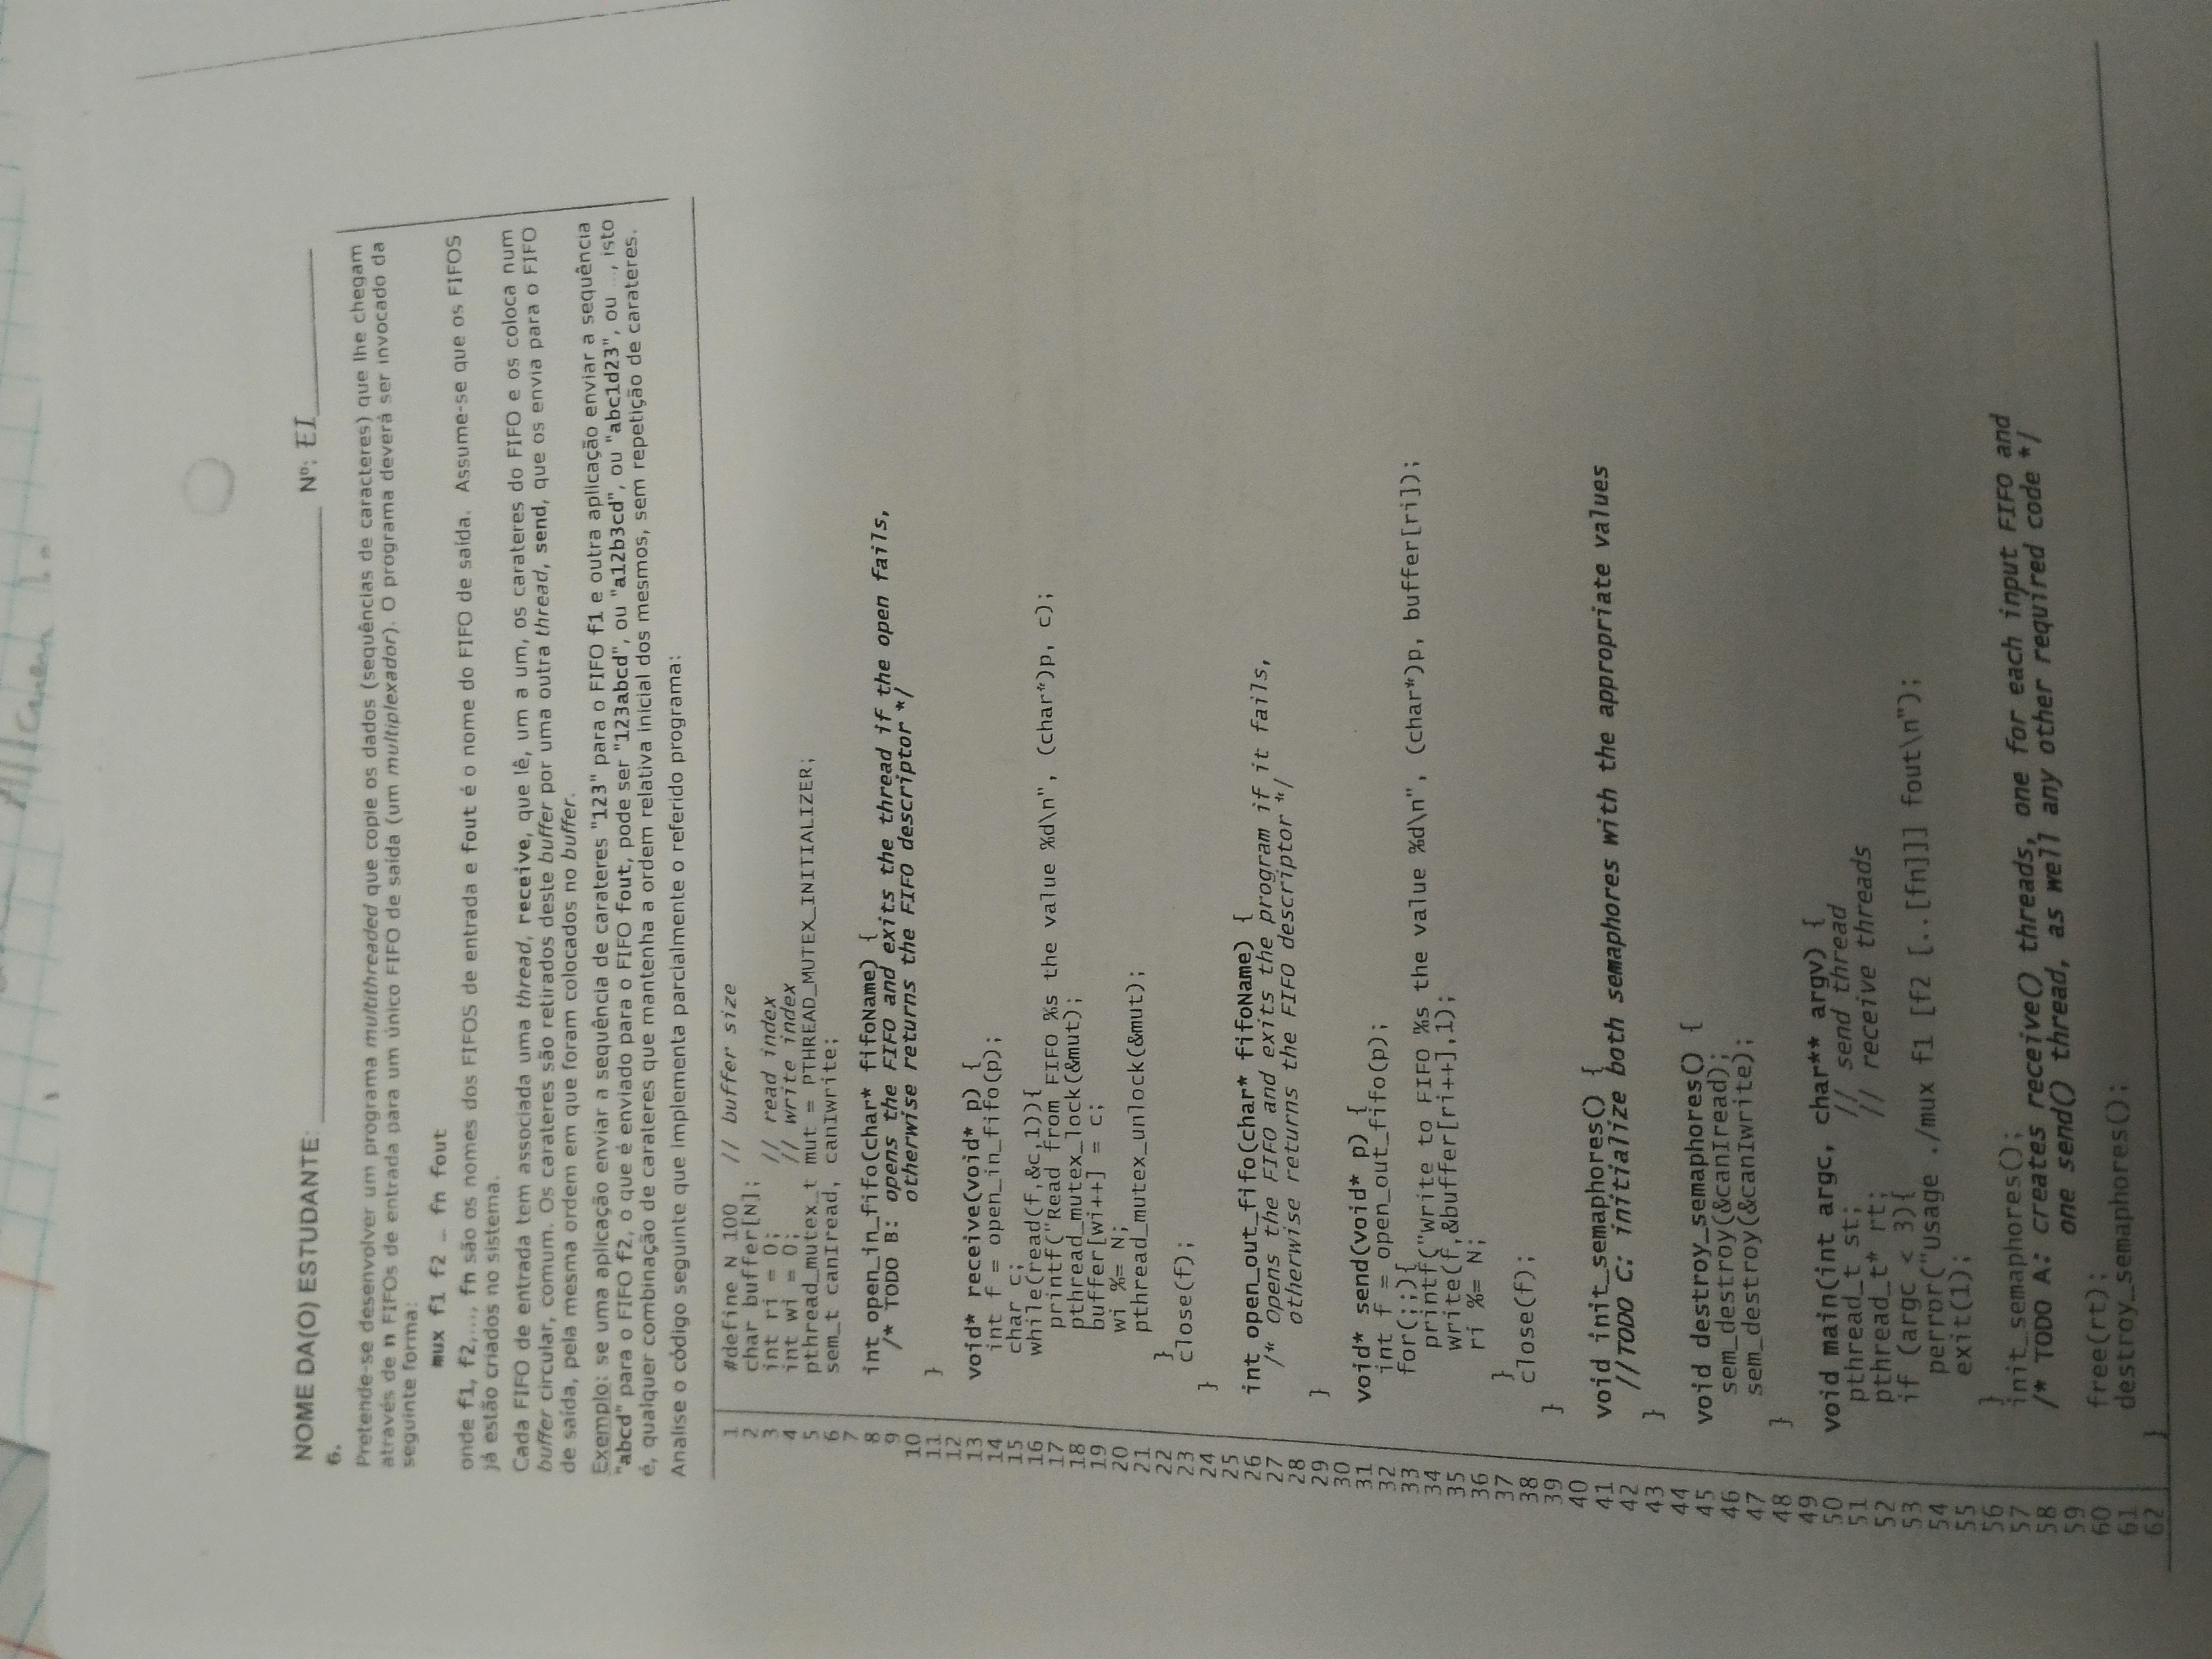 NOME DA(O) ESTUDANTE: Nº: EI
6.
Pretende-se desenvolver um programa multithreaded que copie os dados (sequências de caracteres) que lhe chegam
através de n FIFOs de entrada para um único FIFO de saída (um multiplexador). O programa deverá ser invocado da
seguinte forma:
mux f1 f2 … fn fout
onde f1, f2,..., fn são os nomes dos FIFOS de entrada e fout é o nome do FIFO de saída. Assume-se que os FIFOS
já estão criados no sistema.
Cada FIFO de entrada tem associada uma thread, receive, que lê, um a um, os carateres do FIFO e os coloca num
buffer circular, comum. Os carateres são retirados deste buffer por uma outra thread, send, que os envia para o FIFO
de saída, pela mesma ordem em que foram colocados no buffer.
Exemplo: se uma aplicação enviar a sequência de carateres "123" para o FIFO f1 e outra aplicação enviar a sequência
"abcd" para o FIFO f2, o que é enviado para o FIFO fout, pode ser "123abcd", ou "a12b3cd", ou "abc1d23", ou ..., isto
é, qualquer combinação de carateres que mantenha a ordem relativa inicial dos mesmos, sem repetição de carateres.
Analise o código seguinte que implementa parcialmente o referido programa:
1 #define N 100 // buffer size
2 char buffer[N];
3 int ri = 0; // read index
4 int wi = 0; // write index
5 pthread_mutex_t mut = PTHREAD_MUTEX_INITIALIZER;
6 sem_t canIread, canIwrite;
7
8 int open_in_fifo(char* fifoName) {
9 /* TODO B: opens the FIFO and exits the thread if the open fails,
10 otherwise returns the FIFO descriptor */
11 }
12
13 void* receive(void* p) {
14 int f = open_in_fifo(p);
15 char c;
16 while(read(f,&c,1)){
17 printf("Read from FIFO %s the value %d\n", (char*)p, c);
18 pthread_mutex_lock(&mut);
19 buffer[wi++] = c;
20 wi %= N;
21 pthread_mutex_unlock(&mut);
22 }
23 close(f);
24 }
25
26 int open_out_fifo(char* fifoName) {
27 /* Opens the FIFO and exits the program if it fails,
28 otherwise returns the FIFO descriptor */
29 }
30
31 void* send(void* p) {
32 int f = open_out_fifo(p);
33 for(;;){
34 printf("Write to FIFO %s the value %d\n", (char*)p, buffer[ri]);
35 write(f,&buffer[ri++],1);
36 ri %= N;
37 }
38 close(f);
39 }
40
41 void init_semaphores() {
42 //TODO C: initialize both semaphores with the appropriate values
43 }
44
45 void destroy_semaphores() {
46 sem_destroy(&canIread);
47 sem_destroy(&canIwrite);
48 }
49
50 void main(int argc, char** argv) {
51 pthread_t st; // send thread
52 pthread_t* rt; // receive threads
53 if (argc < 3){
54 perror("Usage ./mux f1 [f2 [..[fn]]] fout\n");
55 exit(1);
56 }
57 init_semaphores();
58 /* TODO A: creates receive() threads, one for each input FIFO and
59 one send() thread, as well any other required code */
60 free(rt);
61 destroy_semaphores();
62 }